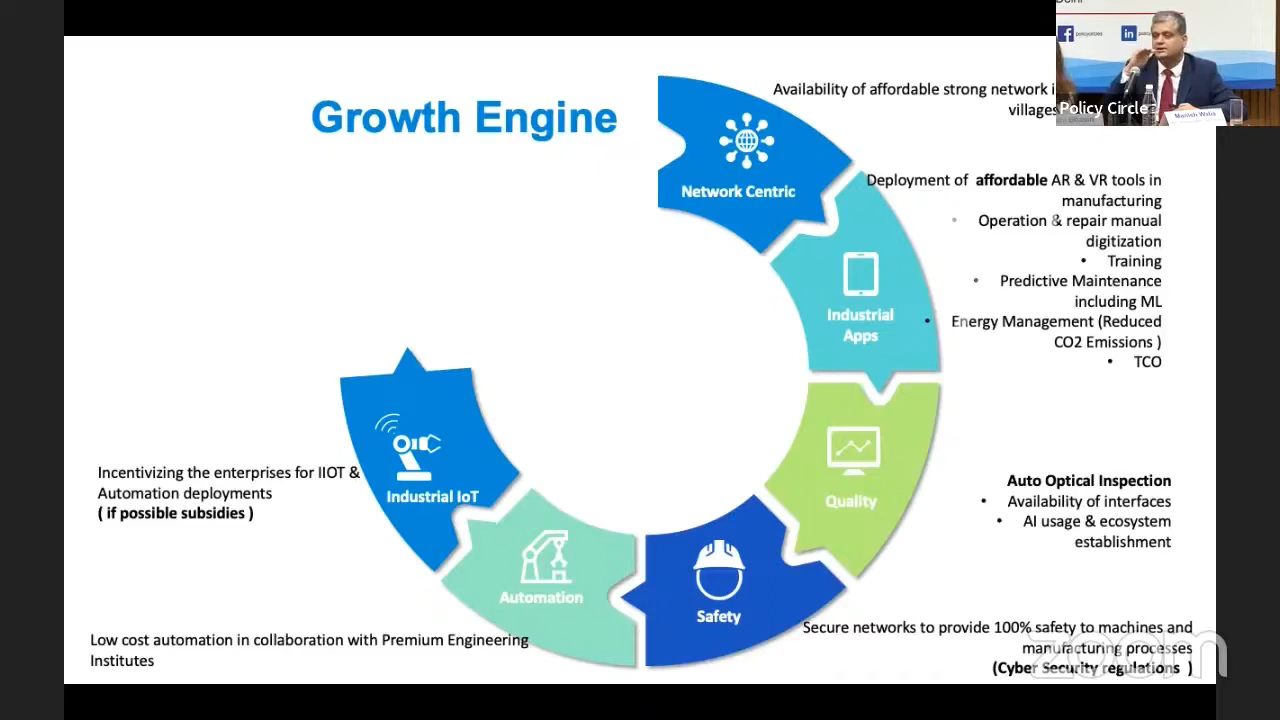 Growth Engine
Availability of affordable strong network i
villages
Policy Circle
Manish Walia
Network Centric
Deployment of affordable AR & VR tools in
manufacturing
• Operation & repair manual
digitization
• Training
• Predictive Maintenance
including ML
• Energy Management (Reduced
CO2 Emissions )
• TCO
Industrial
Apps
Quality
Auto Optical Inspection
• Availability of interfaces
• AI usage & ecosystem
establishment
Incentivizing the enterprises for IIOT &
Automation deployments
( if possible subsidies )
Industrial IoT
Automation
Safety
Low cost automation in collaboration with Premium Engineering
Institutes
Secure networks to provide 100% safety to machines and
manufacturing processes
(Cyber Security regulations )
zoom